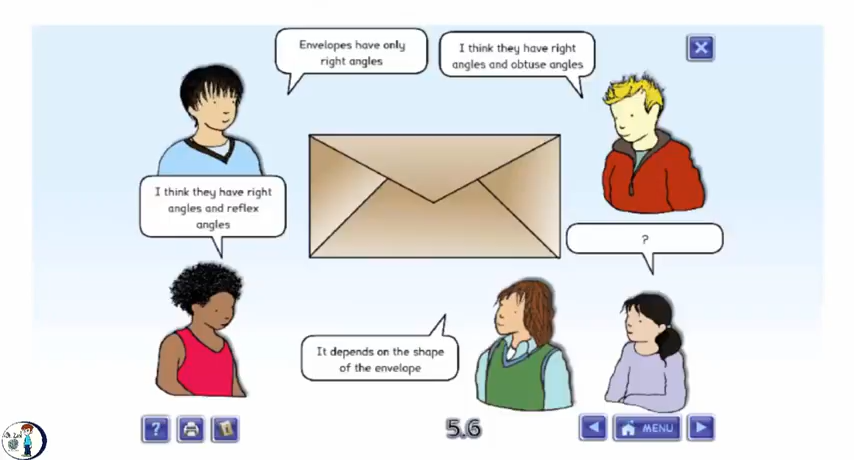 Envelopes have only
right angles
I think they have right
angles and obtuse angles
I think they have right
angles and reflex
angles
?
It depends on the shape
of the envelope
?
5.6
MENU